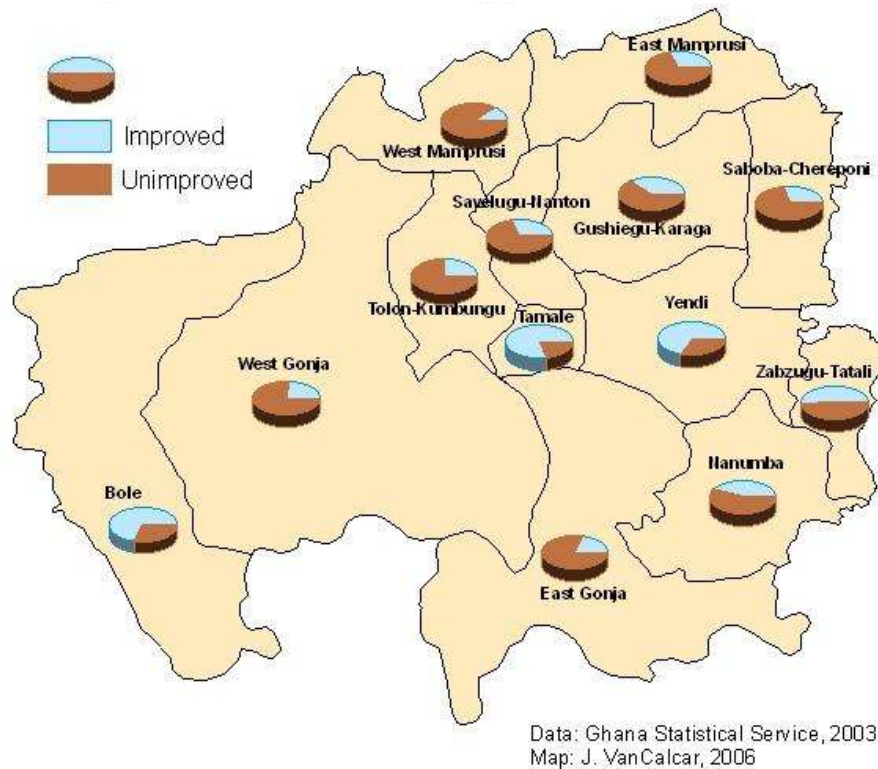 East Mamprusi
Improved
West Mamprusi
Unimproved
Saboba-Chereponi
Savelugu-Nanton
Gushiegu-Karaga
Yendi
Tolon-Kumbungu
Tamale
West Gonja
Zabzugu-Tatali
Nanumba
Bole
East Gonja
Data: Ghana Statistical Service, 2003
Map: J. VanCalcar, 2006